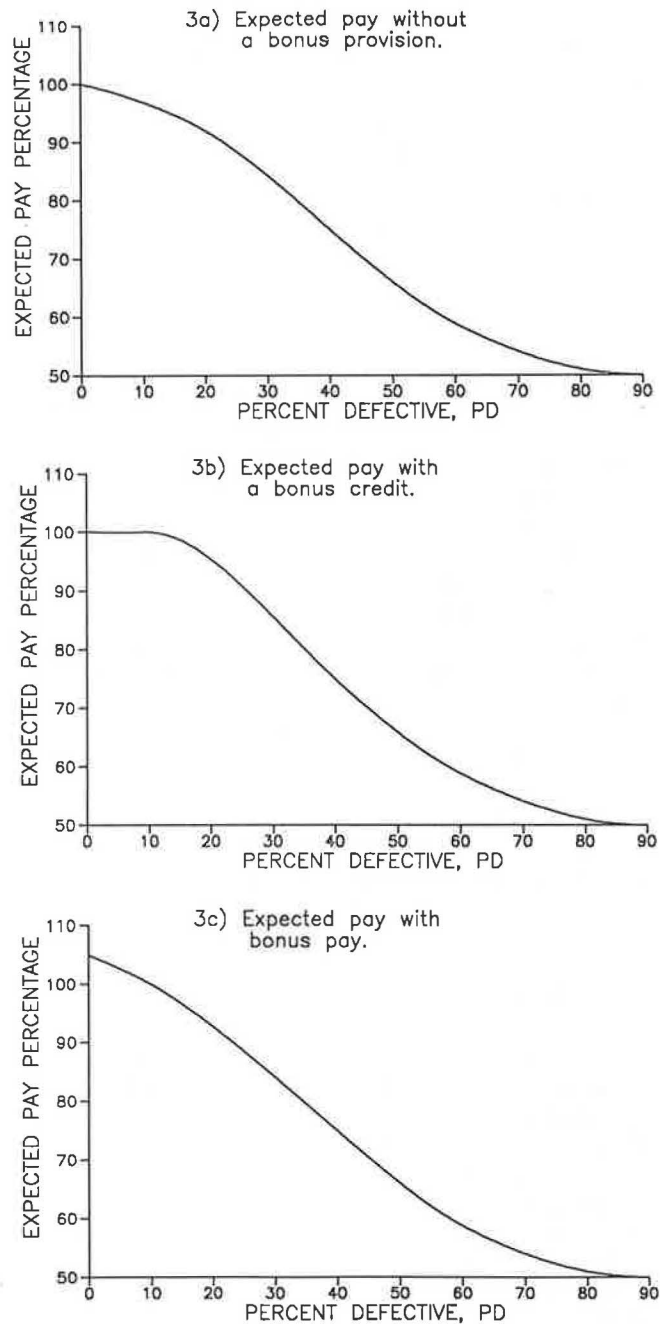 3a) Expected pay without
a bonus provision.
EXPECTED PAY PERCENTAGE
110
100
90
80
70
60
50
0 10 20 30 40 50 60 70 80 90
PERCENT DEFECTIVE, PD
3b) Expected pay with
a bonus credit.
EXPECTED PAY PERCENTAGE
110
100
90
80
70
60
50
0 10 20 30 40 50 60 70 80 90
PERCENT DEFECTIVE, PD
3c) Expected pay with
bonus pay.
EXPECTED PAY PERCENTAGE
110
100
90
80
70
60
50
0 10 20 30 40 50 60 70 80 90
PERCENT DEFECTIVE, PD